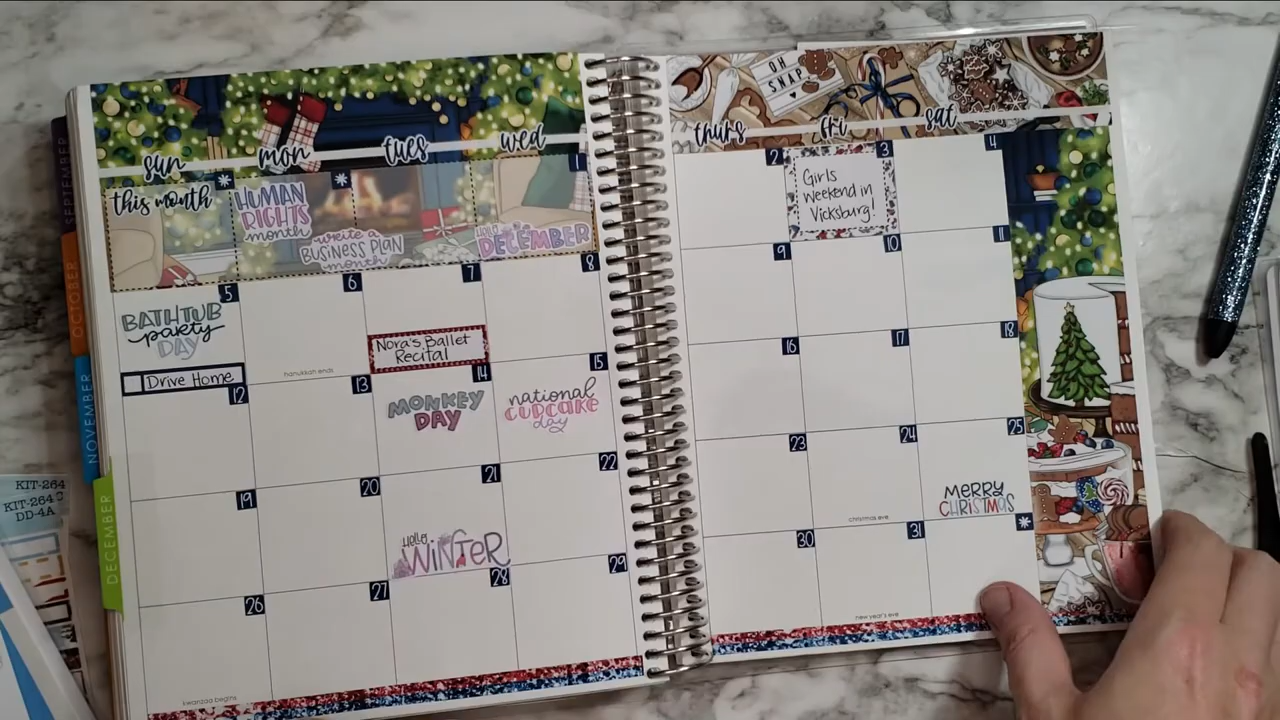 SEPTEMBER
OCTOBER
NOVEMBER
DECEMBER
KIT-264
KIT-264 C
DD-4A
OH
SNAP
sun
mon
tues
wed
thurs
fri
sat
this month
HUMAN
RIGHTS
month
write a
BUSINESS PLAN
month
1
hello
DECEMBER
2
3
Girls
Weekend in
Vicksburg!
4
5
BATHTUB
party
DAY
Drive Home
6
hanukkah ends
7
Nora's Ballet
Recital
8
9
10
11
12
13
14
MONKEY
DAY
15
national
CUPCAKE
day
16
17
18
19
20
21
hello
WINTER
22
23
24
christmas eve
25
MERRY
CHRISTMAS
26
kwanzaa begins
27
28
29
30
31
new year's eve